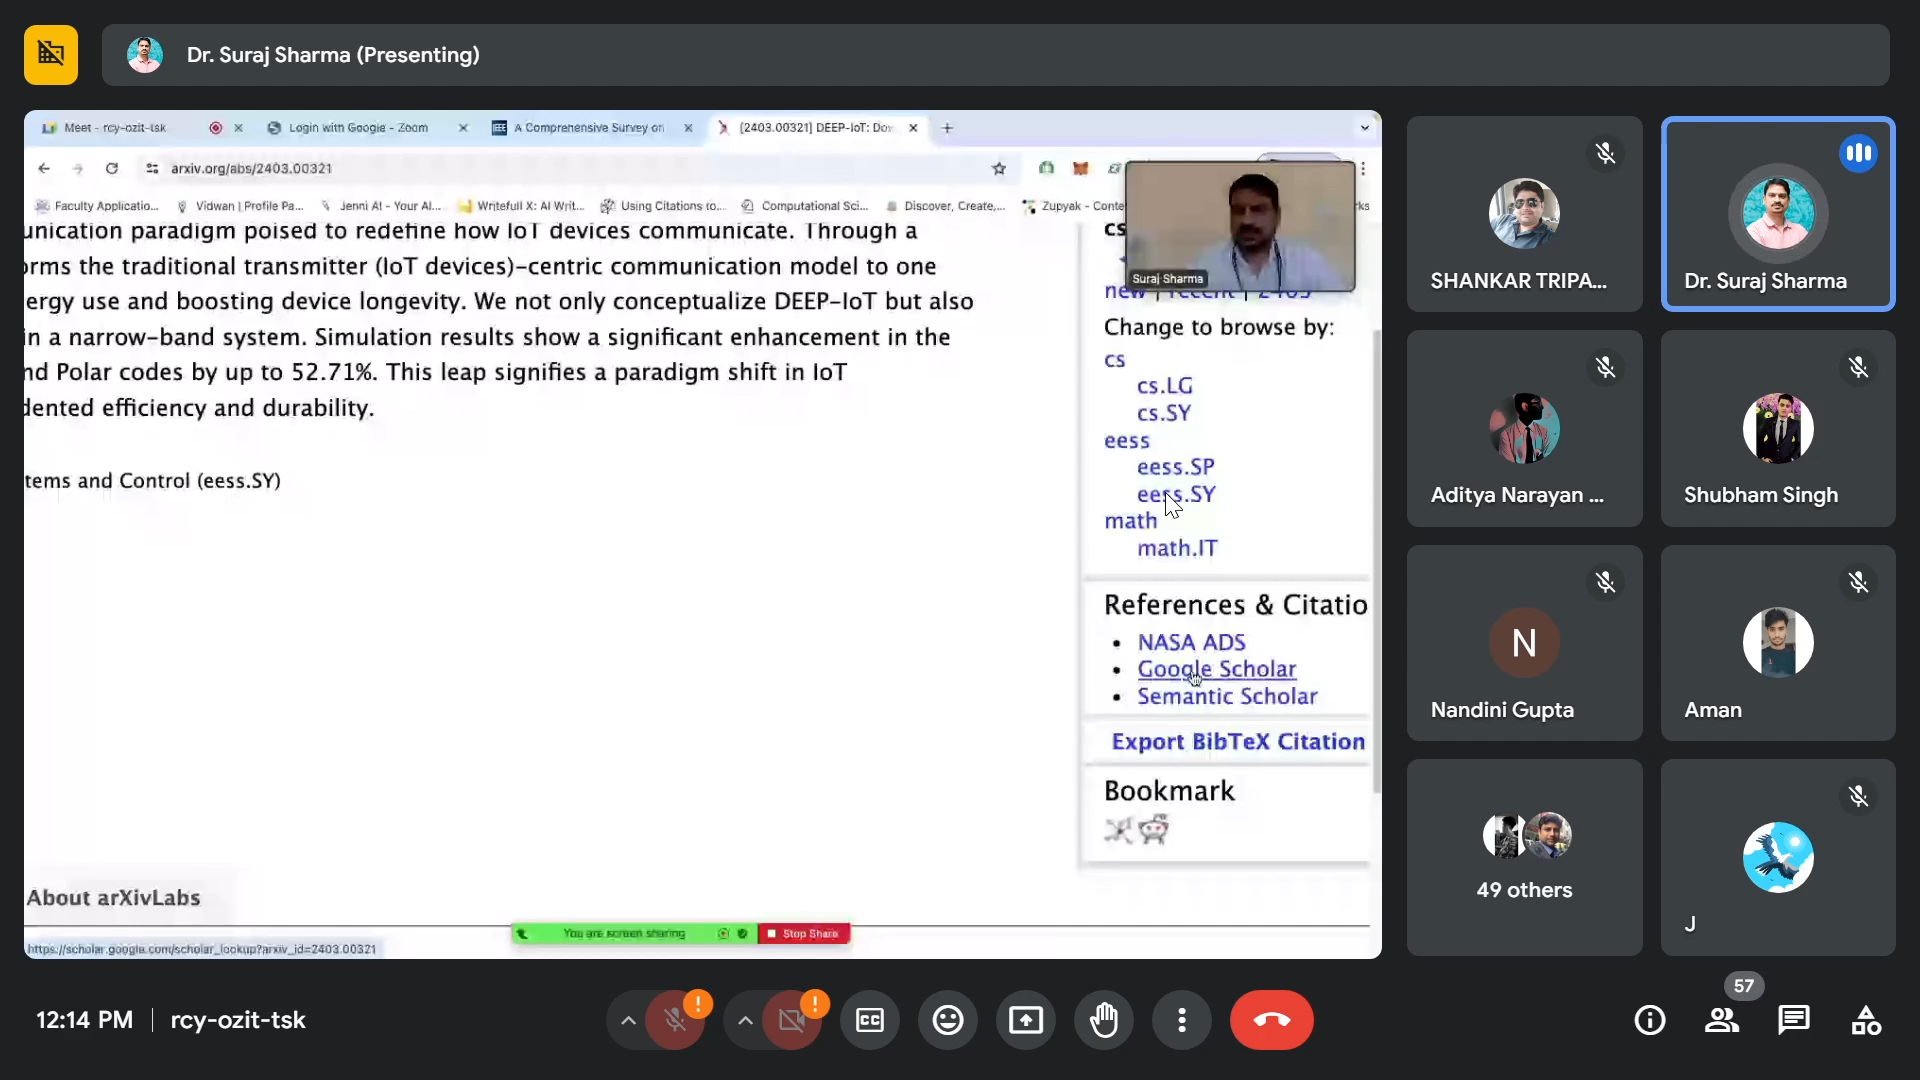 Dr. Suraj Sharma (Presenting)
Meet - rcy-ozit-tsk
Login with Google - Zoom
A Comprehensive Survey on
[2403.00321] DEEP-IoT: Dow
arxiv.org/abs/2403.00321
Faculty Applicatio...
Vidwan | Profile Pa...
Jenni AI - Your AI...
Writefull X: AI Writ...
Using Citations to...
Computational Sci...
Discover, Create,...
Zupyak - Conte
rks
unication paradigm poised to redefine how IoT devices communicate. Through a
orms the traditional transmitter (IoT devices)-centric communication model to one
ergy use and boosting device longevity. We not only conceptualize DEEP-IoT but also
in a narrow-band system. Simulation results show a significant enhancement in the
nd Polar codes by up to 52.71%. This leap signifies a paradigm shift in IoT
dented efficiency and durability.
tems and Control (eess.SY)
cs
Suraj Sharma
new | recent | 2403
Change to browse by:
cs
cs.LG
cs.SY
eess
eess.SP
eess.SY
math
math.IT
References & Citatio
NASA ADS
Google Scholar
Semantic Scholar
Export BibTeX Citation
Bookmark
About arXivLabs
You are screen sharing
Stop Share
https://scholar.google.com/scholar_lookup?arxiv_id=2403.00321
SHANKAR TRIPA...
Dr. Suraj Sharma
Aditya Narayan ...
Shubham Singh
N
Nandini Gupta
Aman
49 others
J
12:14 PM
rcy-ozit-tsk
CC
57